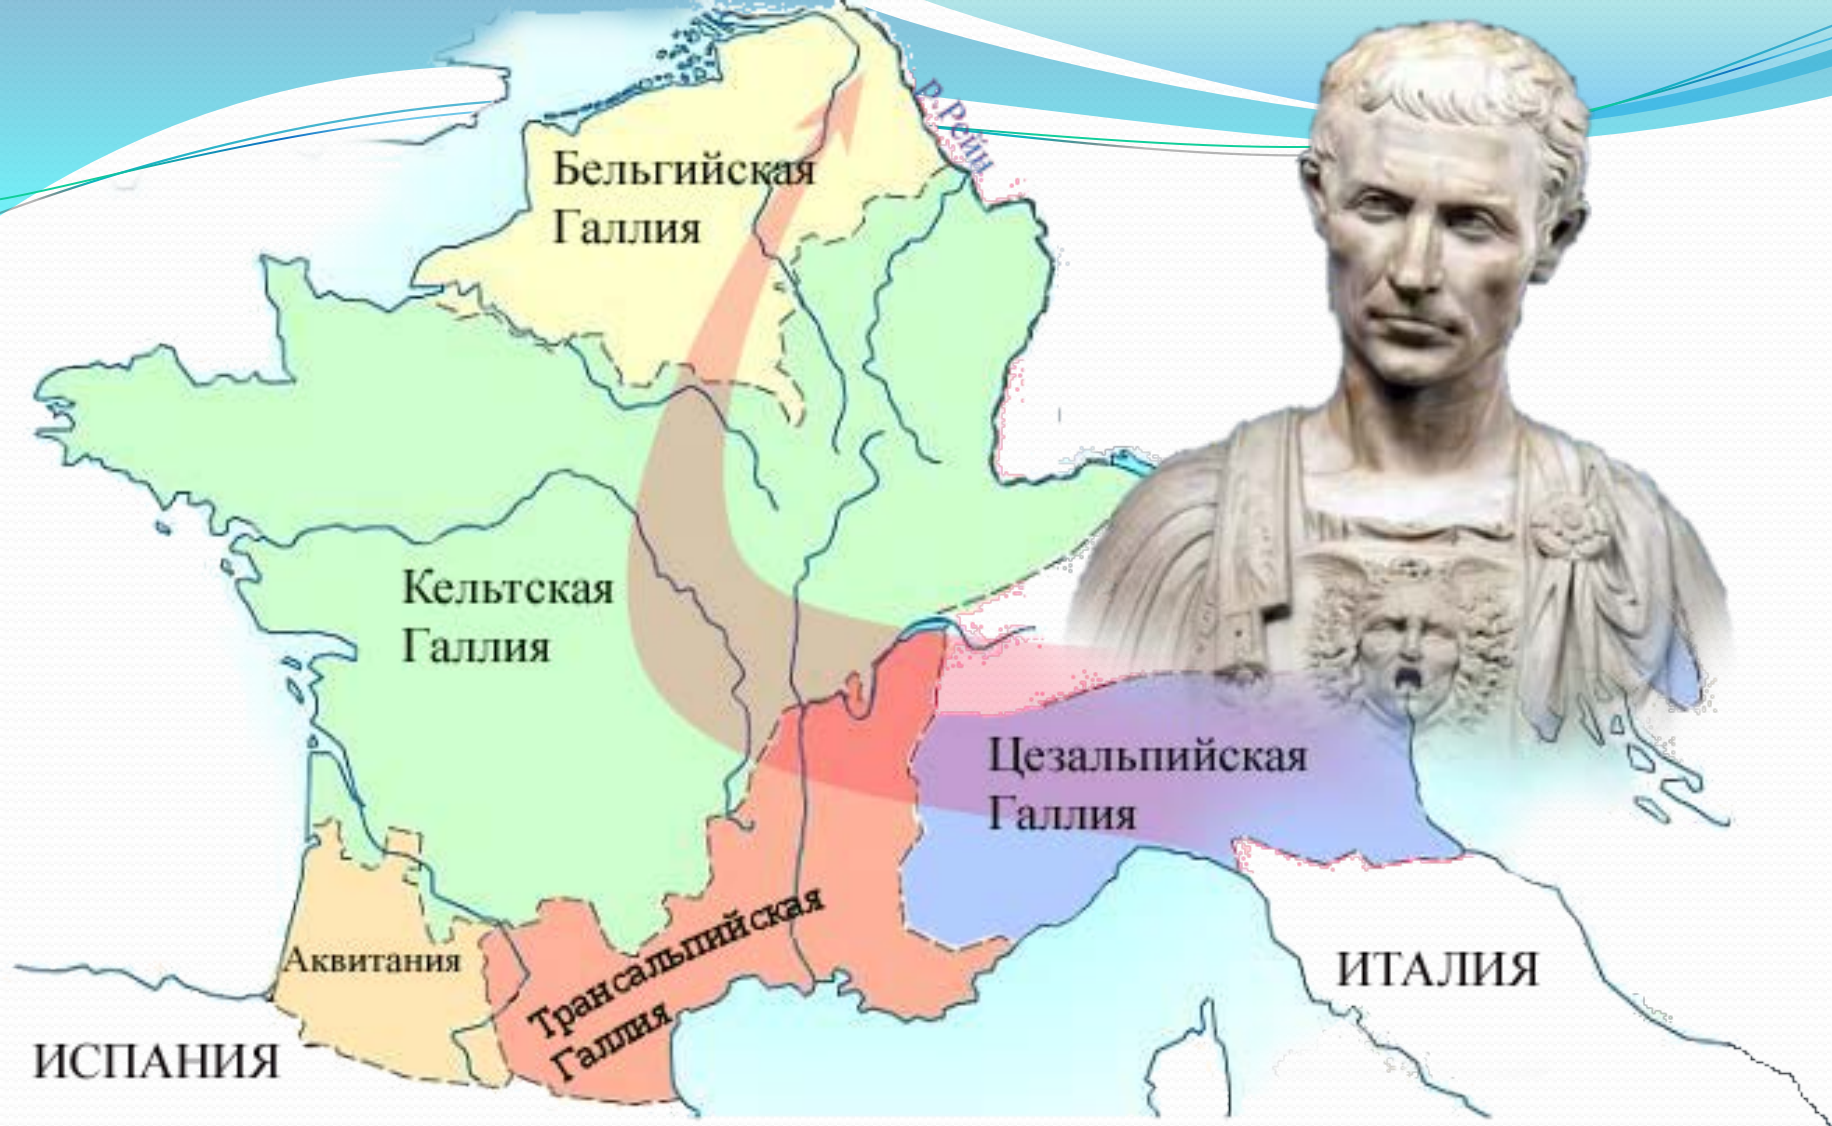 р. Рейн
Бельгийская
Галлия
Кельтская
Галлия
Цезальпийская
Галлия
Трансальпийская
Галлия
Аквитания
ИТАЛИЯ
ИСПАНИЯ